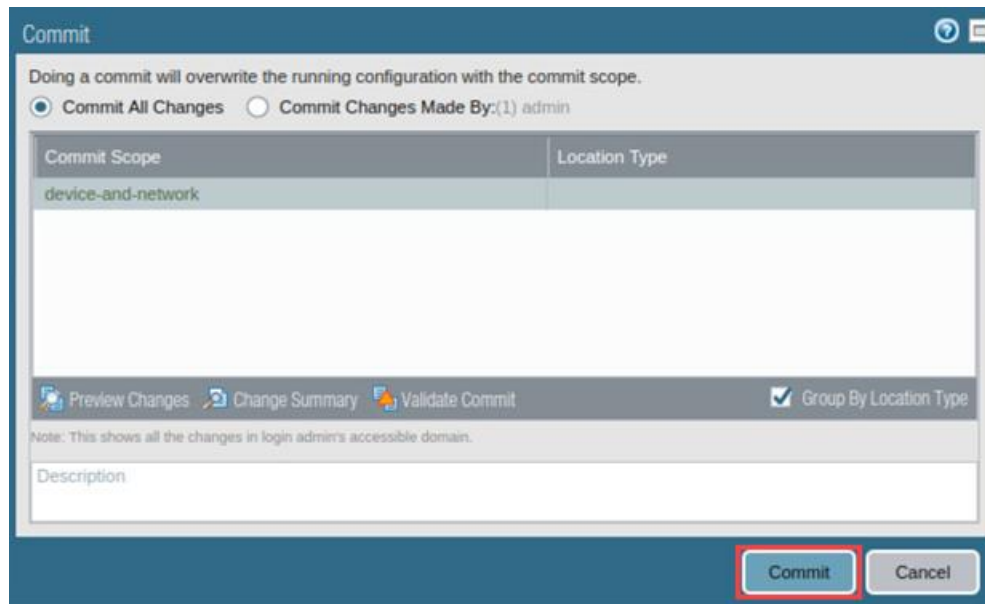 Commit
Doing a commit will overwrite the running configuration with the commit scope.
Commit All Changes Commit Changes Made By:(1) admin
Commit Scope Location Type
device-and-network
Preview Changes Change Summary Validate Commit Group By Location Type
Note: This shows all the changes in login admin's accessible domain.
Description
Commit Cancel